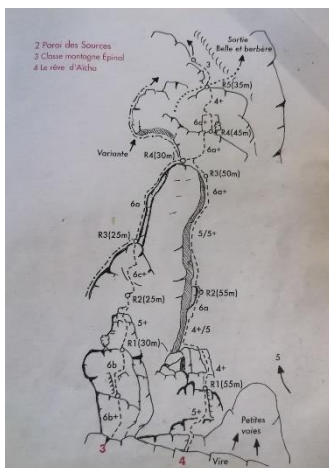 2 Paroi des Sources
3 Classe montagne Épinal
4 Le rêve d'Aïcha
Sortie
Belle et berbère
3
R5(35m)
4+
6a
R4(45m)
6a+
Variante
R4(30m)
R3(50m)
6a+
6a
5/5+
R3(25m)
6c+
R2(25m)
R2(55m)
6a
5+
4+/5
R1(30m)
4+
5
6b
R1(55m)
5+
6b+
Petites
voies
3
4
Vire